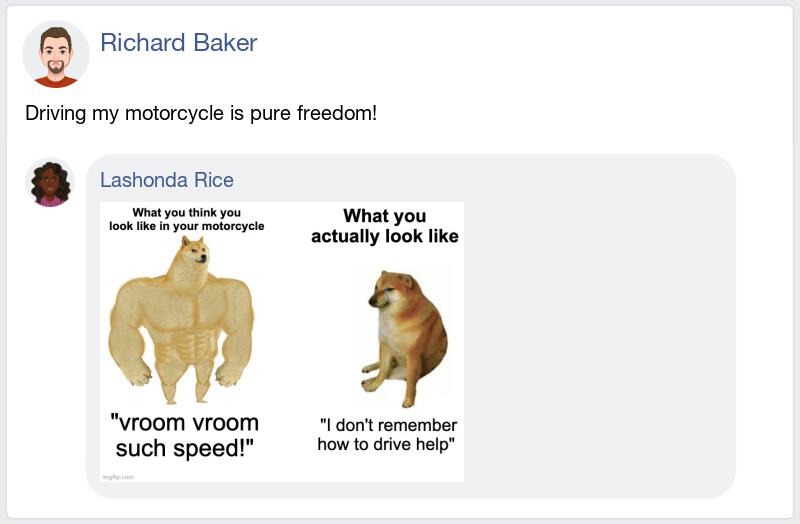 Richard Baker
Driving my motorcycle is pure freedom!
Lashonda Rice
What you think you
look like in your motorcycle
"vroom vroom
such speed!"
What you
actually look like
"I don't remember
how to drive help"
imgflip.com